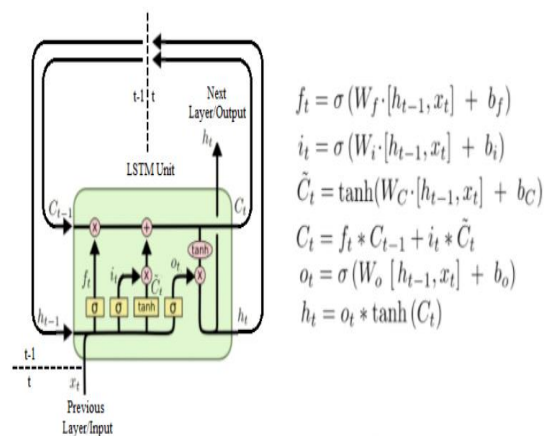 t-1 t
Next
Layer/Output
h_t
LSTM Unit
C_{t-1}
C_t
x
+
tanh
f_t
i_t
x
C̃_t
o_t
x
σ
σ
tanh
σ
h_{t-1}
h_t
t-1
t
x_t
Previous
Layer/Input
f_t = σ(W_f·[h_{t-1}, x_t] + b_f)
i_t = σ(W_i·[h_{t-1}, x_t] + b_i)
C̃_t = tanh(W_C·[h_{t-1}, x_t] + b_C)
C_t = f_t * C_{t-1} + i_t * C̃_t
o_t = σ(W_o [h_{t-1}, x_t] + b_o)
h_t = o_t * tanh(C_t)